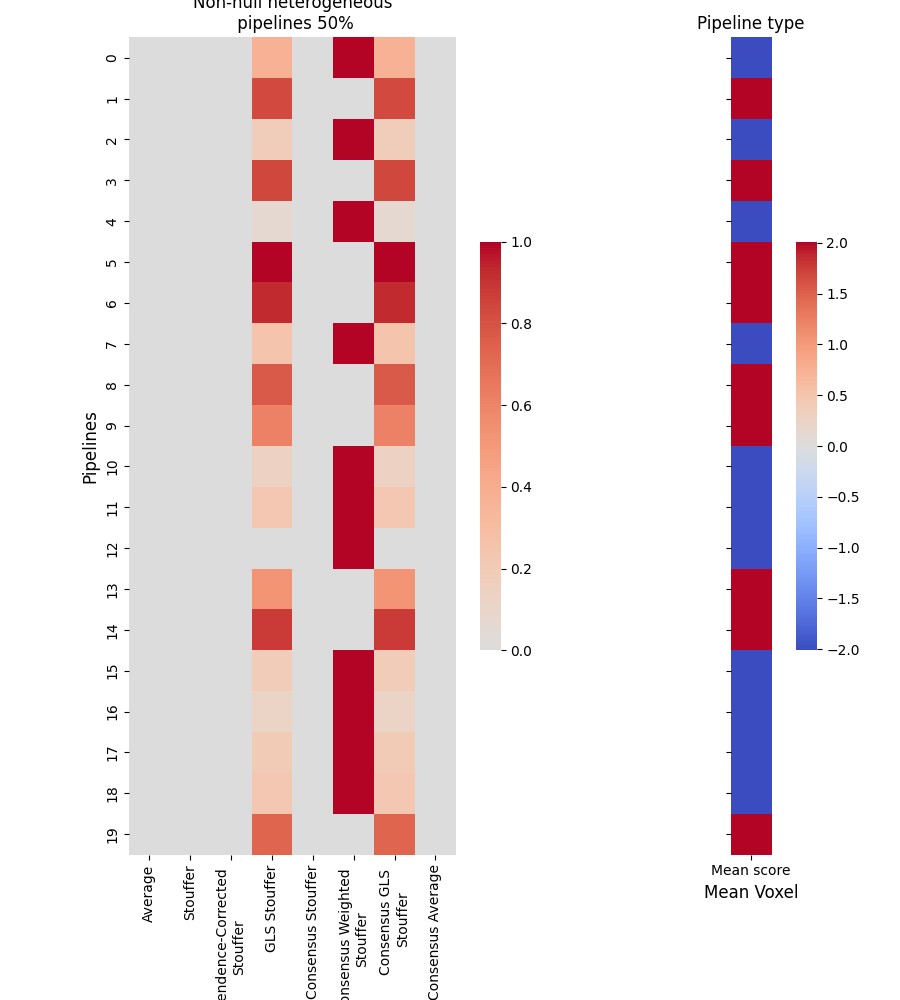 Non-null heterogeneous
pipelines 50%
Pipeline type
Pipelines
0
1
2
3
4
5
6
7
8
9
10
11
12
13
14
15
16
17
18
19
1.0
0.8
0.6
0.4
0.2
0.0
2.0
1.5
1.0
0.5
0.0
−0.5
−1.0
−1.5
−2.0
Average
Stouffer
endence-Corrected
Stouffer
GLS Stouffer
Consensus Stouffer
onsensus Weighted
Stouffer
Consensus GLS
Stouffer
Consensus Average
Mean score
Mean Voxel